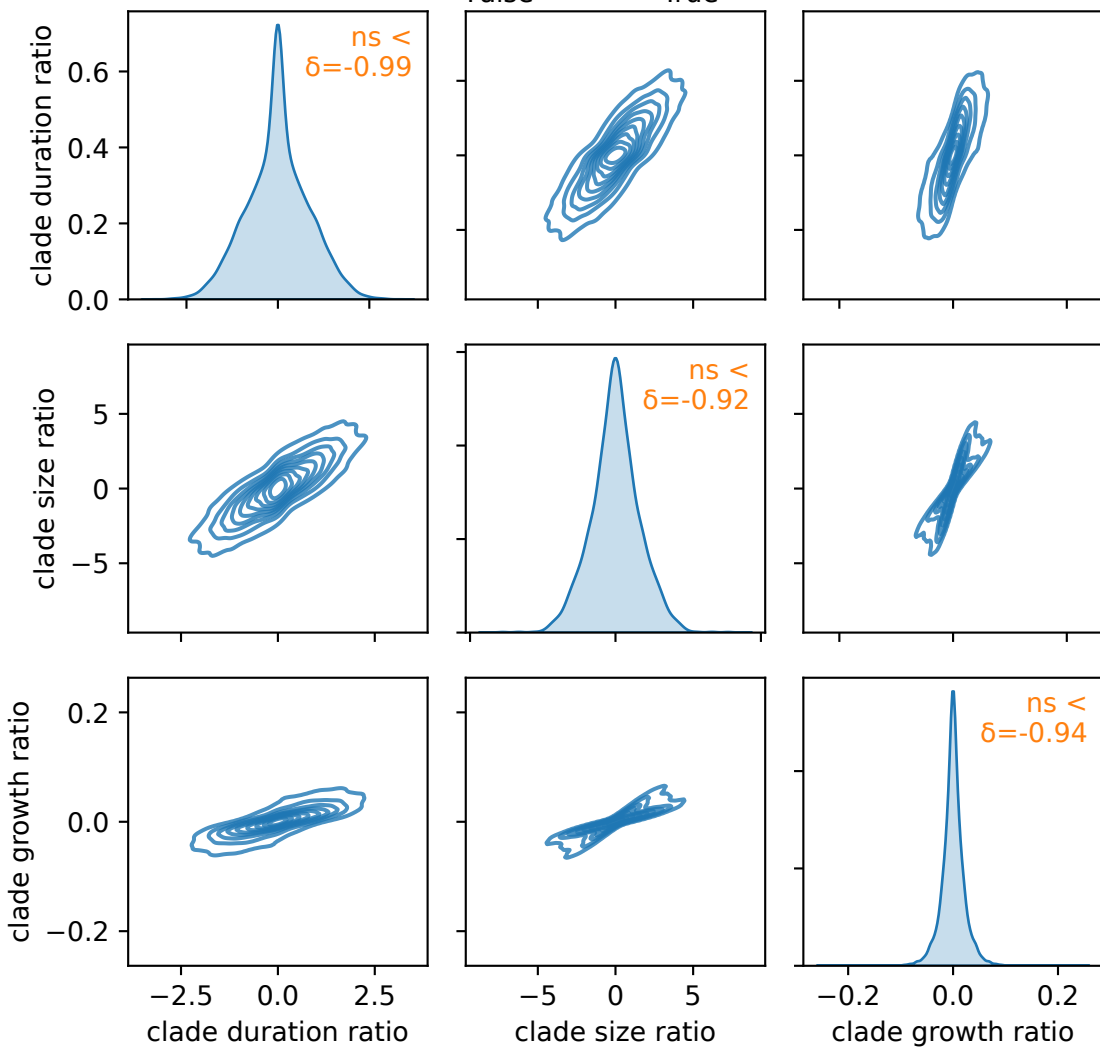 clade duration ratio
0.6
0.4
0.2
0.0
ns <
δ=-0.99
clade size ratio
5
0
−5
ns <
δ=-0.92
clade growth ratio
0.2
0.0
−0.2
ns <
δ=-0.94
−2.5 0.0 2.5
−5 0 5
−0.2 0.0 0.2
clade duration ratio
clade size ratio
clade growth ratio